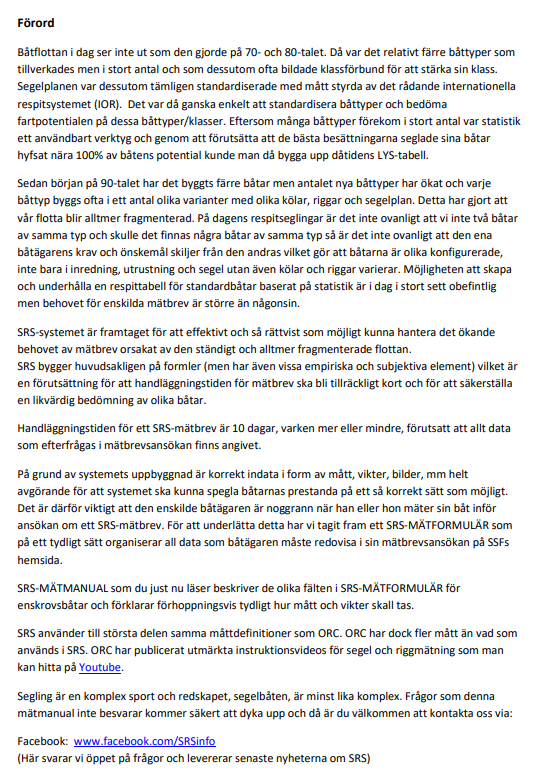 Förord
Båtflottan i dag ser inte ut som den gjorde på 70- och 80-talet. Då var det relativt färre båttyper som
tillverkades men i stort antal och som dessutom ofta bildade klassförbund för att stärka sin klass.
Segelplanen var dessutom tämligen standardiserade med mått styrda av det rådande internationella
respitsystemet (IOR).  Det var då ganska enkelt att standardisera båttyper och bedöma
fartpotentialen på dessa båttyper/klasser. Eftersom många båttyper förekom i stort antal var statistik
ett användbart verktyg och genom att förutsätta att de bästa besättningarna seglade sina båtar
hyfsat nära 100% av båtens potential kunde man då bygga upp dåtidens LYS-tabell.
Sedan början på 90-talet har det byggts färre båtar men antalet nya båttyper har ökat och varje
båttyp byggs ofta i ett antal olika varianter med olika kölar, riggar och segelplan. Detta har gjort att
vår flotta blir alltmer fragmenterad. På dagens respitseglingar är det inte ovanligt att vi inte två båtar
av samma typ och skulle det finnas några båtar av samma typ så är det inte ovanligt att den ena
båtägarens krav och önskemål skiljer från den andras vilket gör att båtarna är olika konfigurerade,
inte bara i inredning, utrustning och segel utan även kölar och riggar varierar. Möjligheten att skapa
och underhålla en respittabell för standardbåtar baserat på statistik är i dag i stort sett obefintlig
men behovet för enskilda mätbrev är större än någonsin.
SRS-systemet är framtaget för att effektivt och så rättvist som möjligt kunna hantera det ökande
behovet av mätbrev orsakat av den ständigt och alltmer fragmenterade flottan.
SRS bygger huvudsakligen på formler (men har även vissa empiriska och subjektiva element) vilket är
en förutsättning för att handläggningstiden för mätbrev ska bli tillräckligt kort och för att säkerställa
en likvärdig bedömning av olika båtar.
Handläggningstiden för ett SRS-mätbrev är 10 dagar, varken mer eller mindre, förutsatt att allt data
som efterfrågas i mätbrevsansökan finns angivet.
På grund av systemets uppbyggnad är korrekt indata i form av mått, vikter, bilder, mm helt
avgörande för att systemet ska kunna spegla båtarnas prestanda på ett så korrekt sätt som möjligt.
Det är därför viktigt att den enskilde båtägaren är noggrann när han eller hon mäter sin båt inför
ansökan om ett SRS-mätbrev. För att underlätta detta har vi tagit fram ett SRS-MÄTFORMULÄR som
på ett tydligt sätt organiserar all data som båtägaren måste redovisa i sin mätbrevsansökan på SSFs
hemsida.
SRS-MÄTMANUAL som du just nu läser beskriver de olika fälten i SRS-MÄTFORMULÄR för
enskrovsbåtar och förklarar förhoppningsvis tydligt hur mått och vikter skall tas.
SRS använder till största delen samma måttdefinitioner som ORC. ORC har dock fler mått än vad som
används i SRS. ORC har publicerat utmärkta instruktionsvideos för segel och riggmätning som man
kan hitta på Youtube.
Segling är en komplex sport och redskapet, segelbåten, är minst lika komplex. Frågor som denna
mätmanual inte besvarar kommer säkert att dyka upp och då är du välkommen att kontakta oss via:
Facebook:  www.facebook.com/SRSinfo
(Här svarar vi öppet på frågor och levererar senaste nyheterna om SRS)